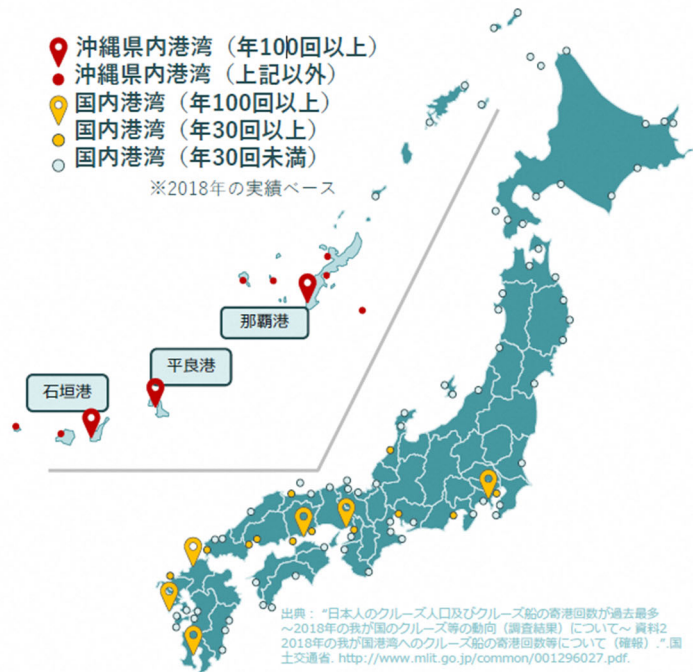 沖縄県内港湾（年100回以上）
沖縄県内港湾（上記以外）
国内港湾（年100回以上）
国内港湾（年30回以上）
国内港湾（年30回未満）
※2018年の実績ベース
那覇港
平良港
石垣港
出典： “日本人のクルーズ人口及びクルーズ船の寄港回数が過去最多
～2018年の我が国のクルーズ等の動向（調査結果）について～ 資料2
2018年の我が国港湾へのクルーズ船の寄港回数等について（確報）.”.国
土交通省. http://www.mlit.go.jp/common/001296027.pdf